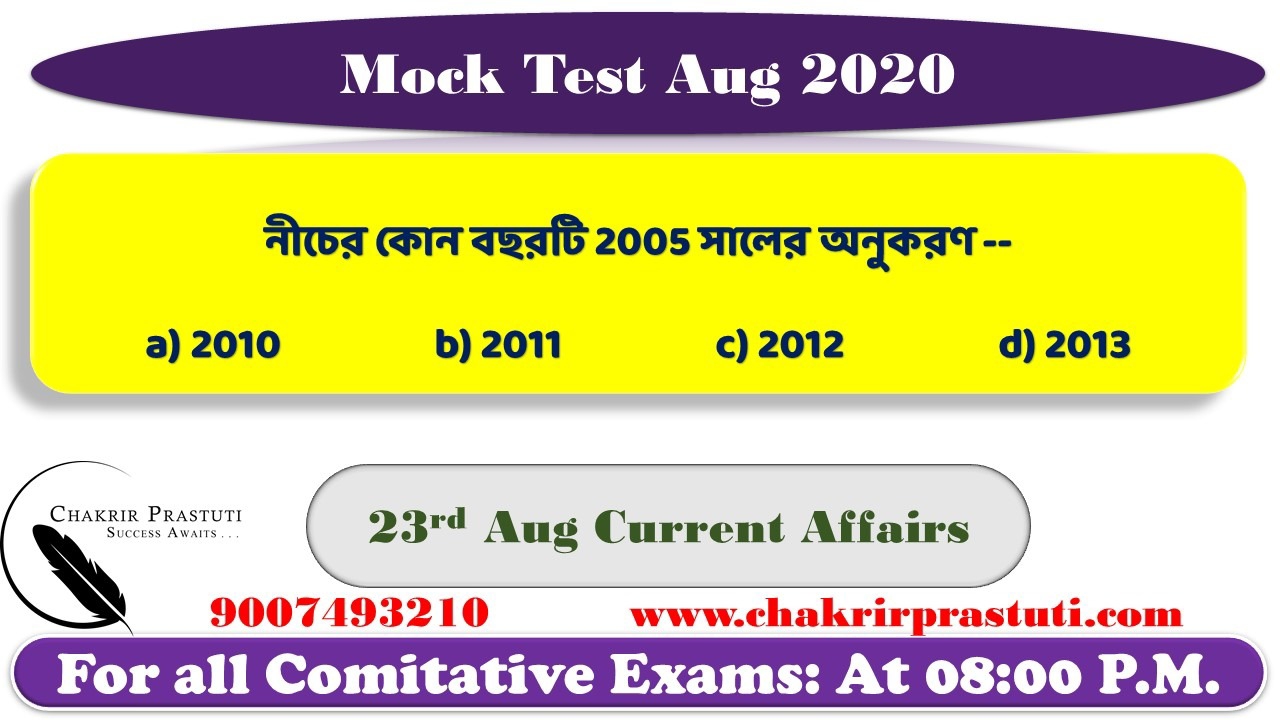 Mock Test Aug 2020
নীচের কোন বছরটি 2005 সালের অনুকরণ --
a) 2010 b) 2011 c) 2012 d) 2013
CHAKRIR PRASTUTI
SUCCESS AWAITS . . .
23rd Aug Current Affairs
9007493210 www.chakrirprastuti.com
For all Comitative Exams: At 08:00 P.M.